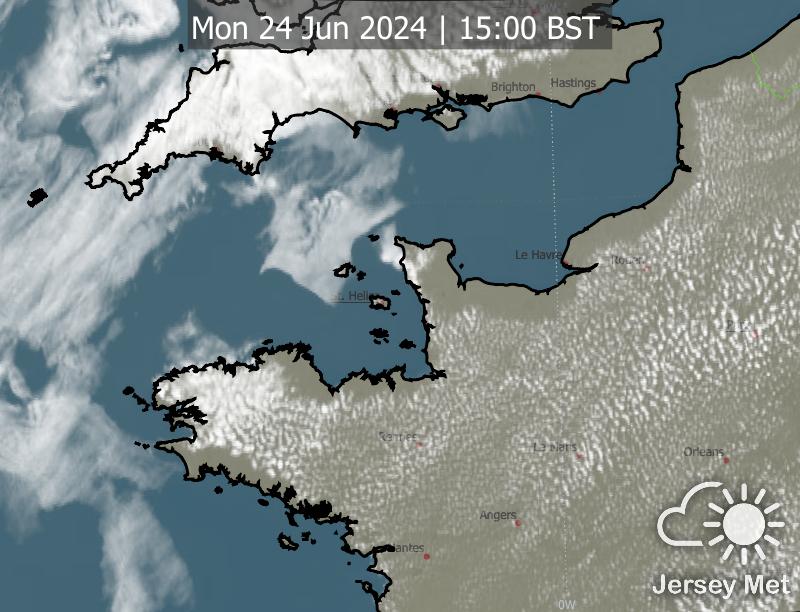 Mon 24 Jun 2024 | 15:00 BST
Brighton
Hastings
Le Havre
Rouen
St. Helier
Rennes
Le Mans
Orleans
Angers
Nantes
0W
Jersey Met